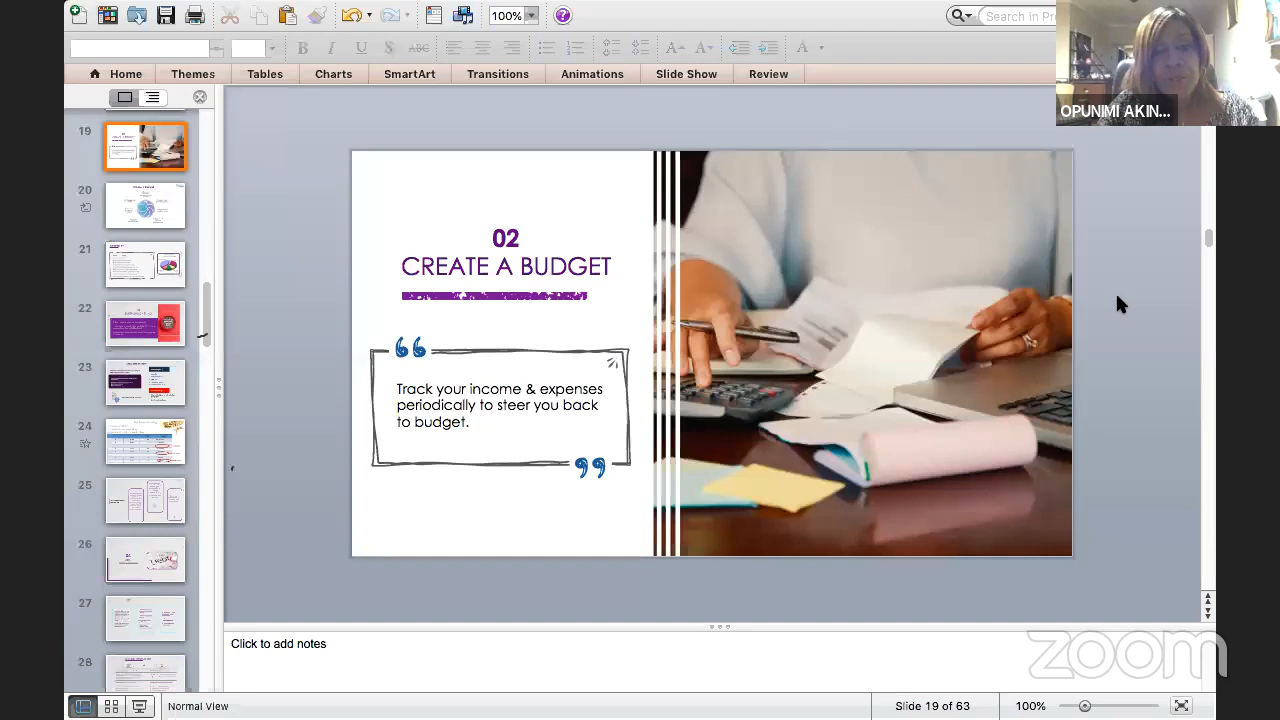 100%
Search in Pr
B I U S ABC
Home Themes Tables Charts SmartArt Transitions Animations Slide Show Review
OPUNIMI AKIN...
19
20
21
22
23
24
25
26
27
28
02
CREATE A BUDGET
Track your income & expenses
periodically to steer you back
to budget.
Click to add notes
zoom
Normal View
Slide 19 of 63
100%